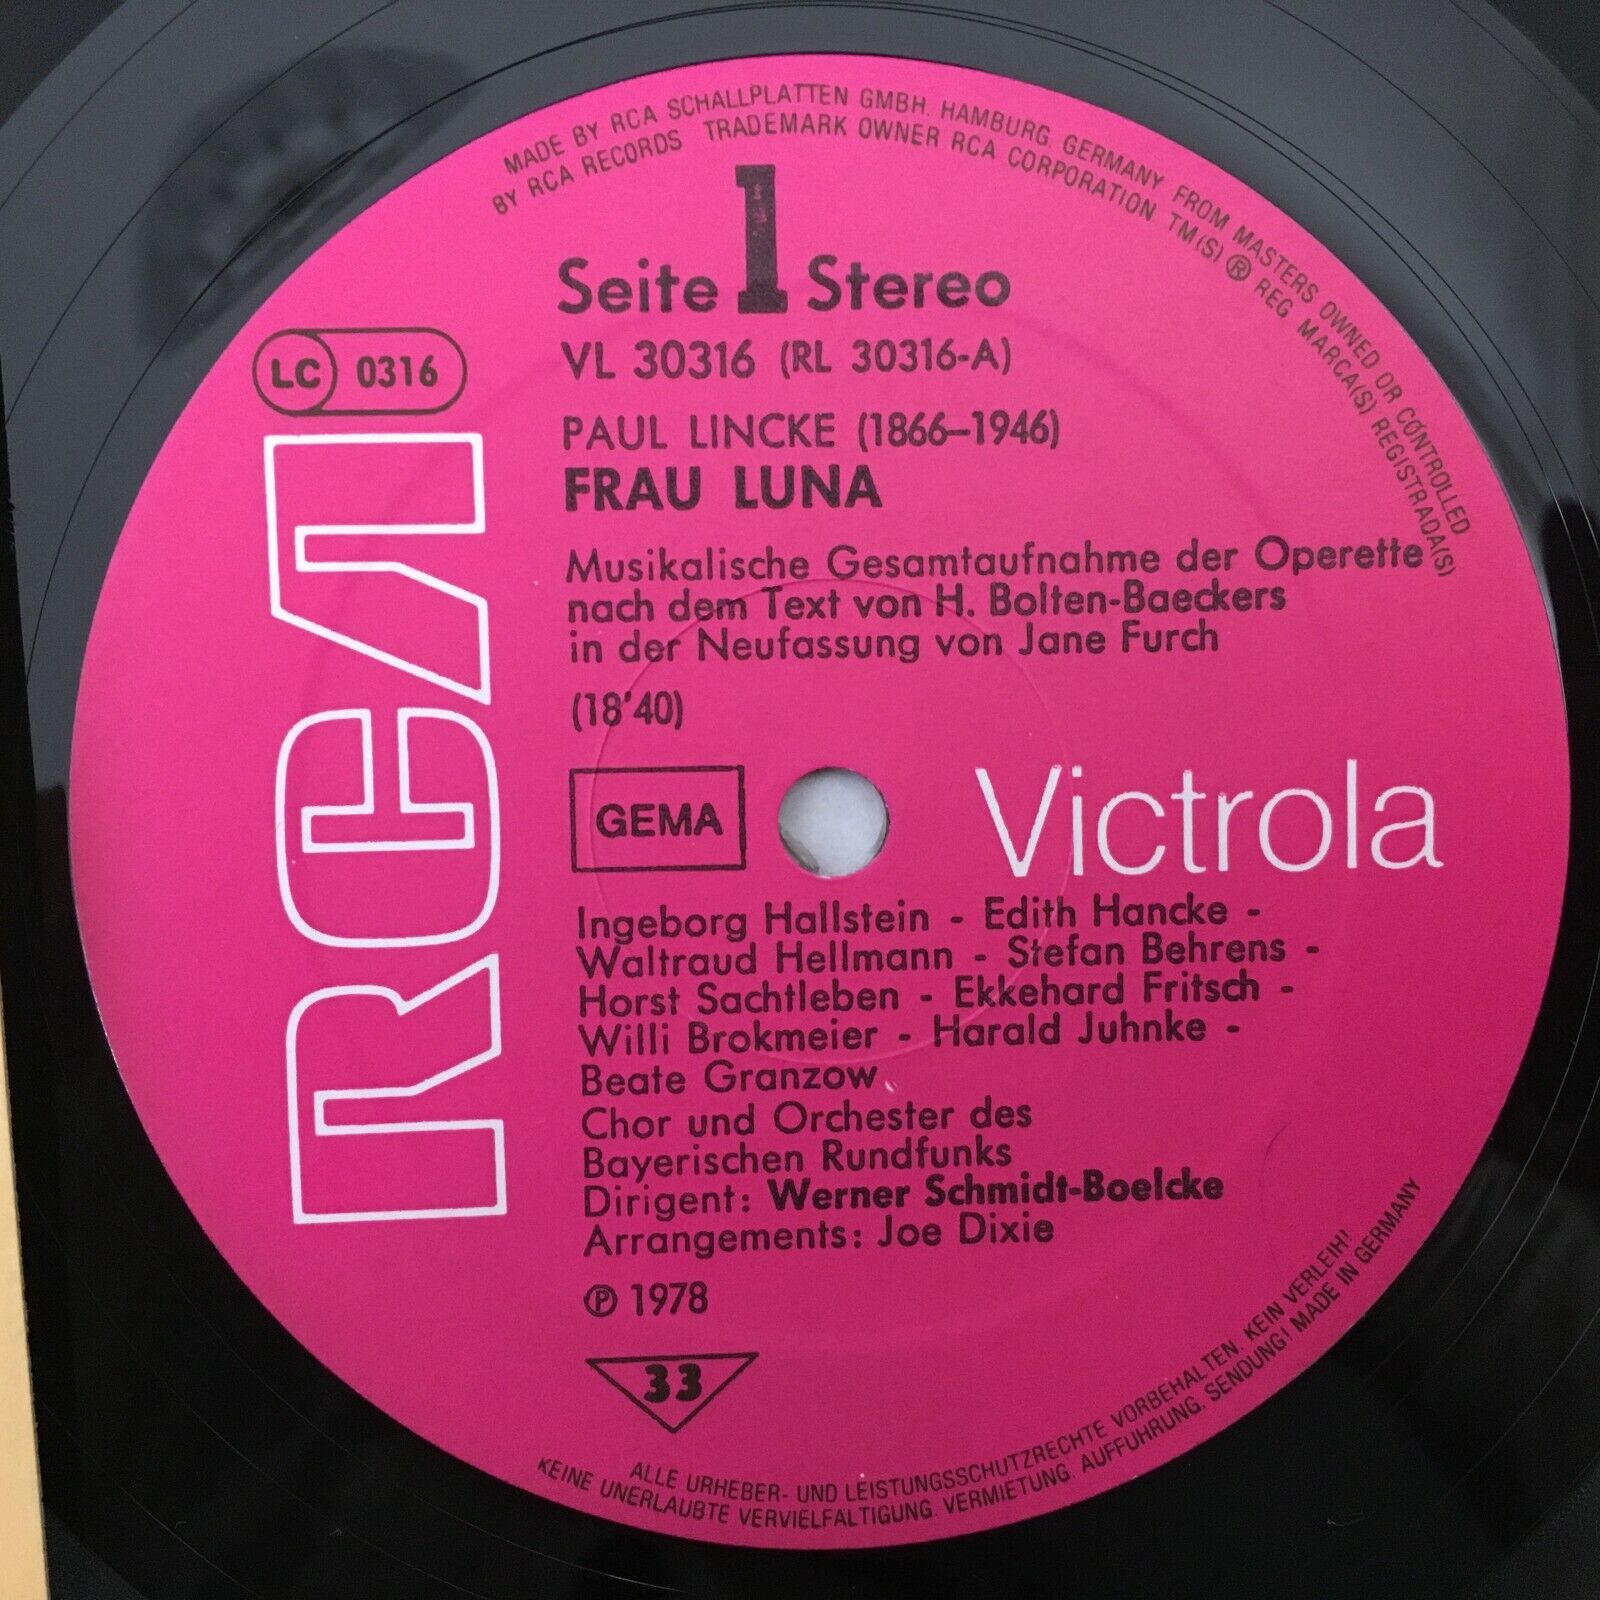 MADE BY RCA SCHALLPLATTEN GMBH. HAMBURG, GERMANY FROM MASTERS OWNED OR CONTROLLED
BY RCA RECORDS TRADEMARK OWNER RCA CORPORATION TM(S) ® REG MARCA(S) REGISTRADA(S)
Seite 1 Stereo
VL 30316 (RL 30316-A)
LC 0316
PAUL LINCKE (1866–1946)
FRAU LUNA
Musikalische Gesamtaufnahme der Operette
nach dem Text von H. Bolten-Baeckers
in der Neufassung von Jane Furch
(18'40)
RCA
GEMA
Victrola
Ingeborg Hallstein - Edith Hancke -
Waltraud Hellmann - Stefan Behrens -
Horst Sachtleben - Ekkehard Fritsch -
Willi Brokmeier - Harald Juhnke -
Beate Granzow
Chor und Orchester des
Bayerischen Rundfunks
Dirigent: Werner Schmidt-Boelcke
Arrangements: Joe Dixie
℗ 1978
33
ALLE URHEBER- UND LEISTUNGSSCHUTZRECHTE VORBEHALTEN. KEIN VERLEIH!
KEINE UNERLAUBTE VERVIELFÄLTIGUNG. VERMIETUNG. AUFFÜHRUNG. SENDUNG! MADE IN GERMANY